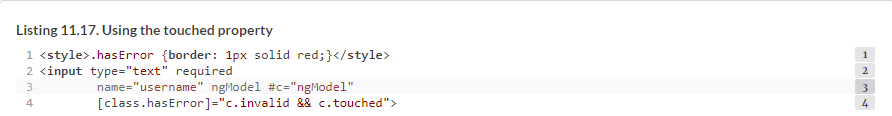 Listing 11.17. Using the touched property
1 <style>.hasError {border: 1px solid red;}</style> 1
2 <input type="text" required 2
3         name="username" ngModel #c="ngModel" 3
4         [class.hasError]="c.invalid && c.touched"> 4